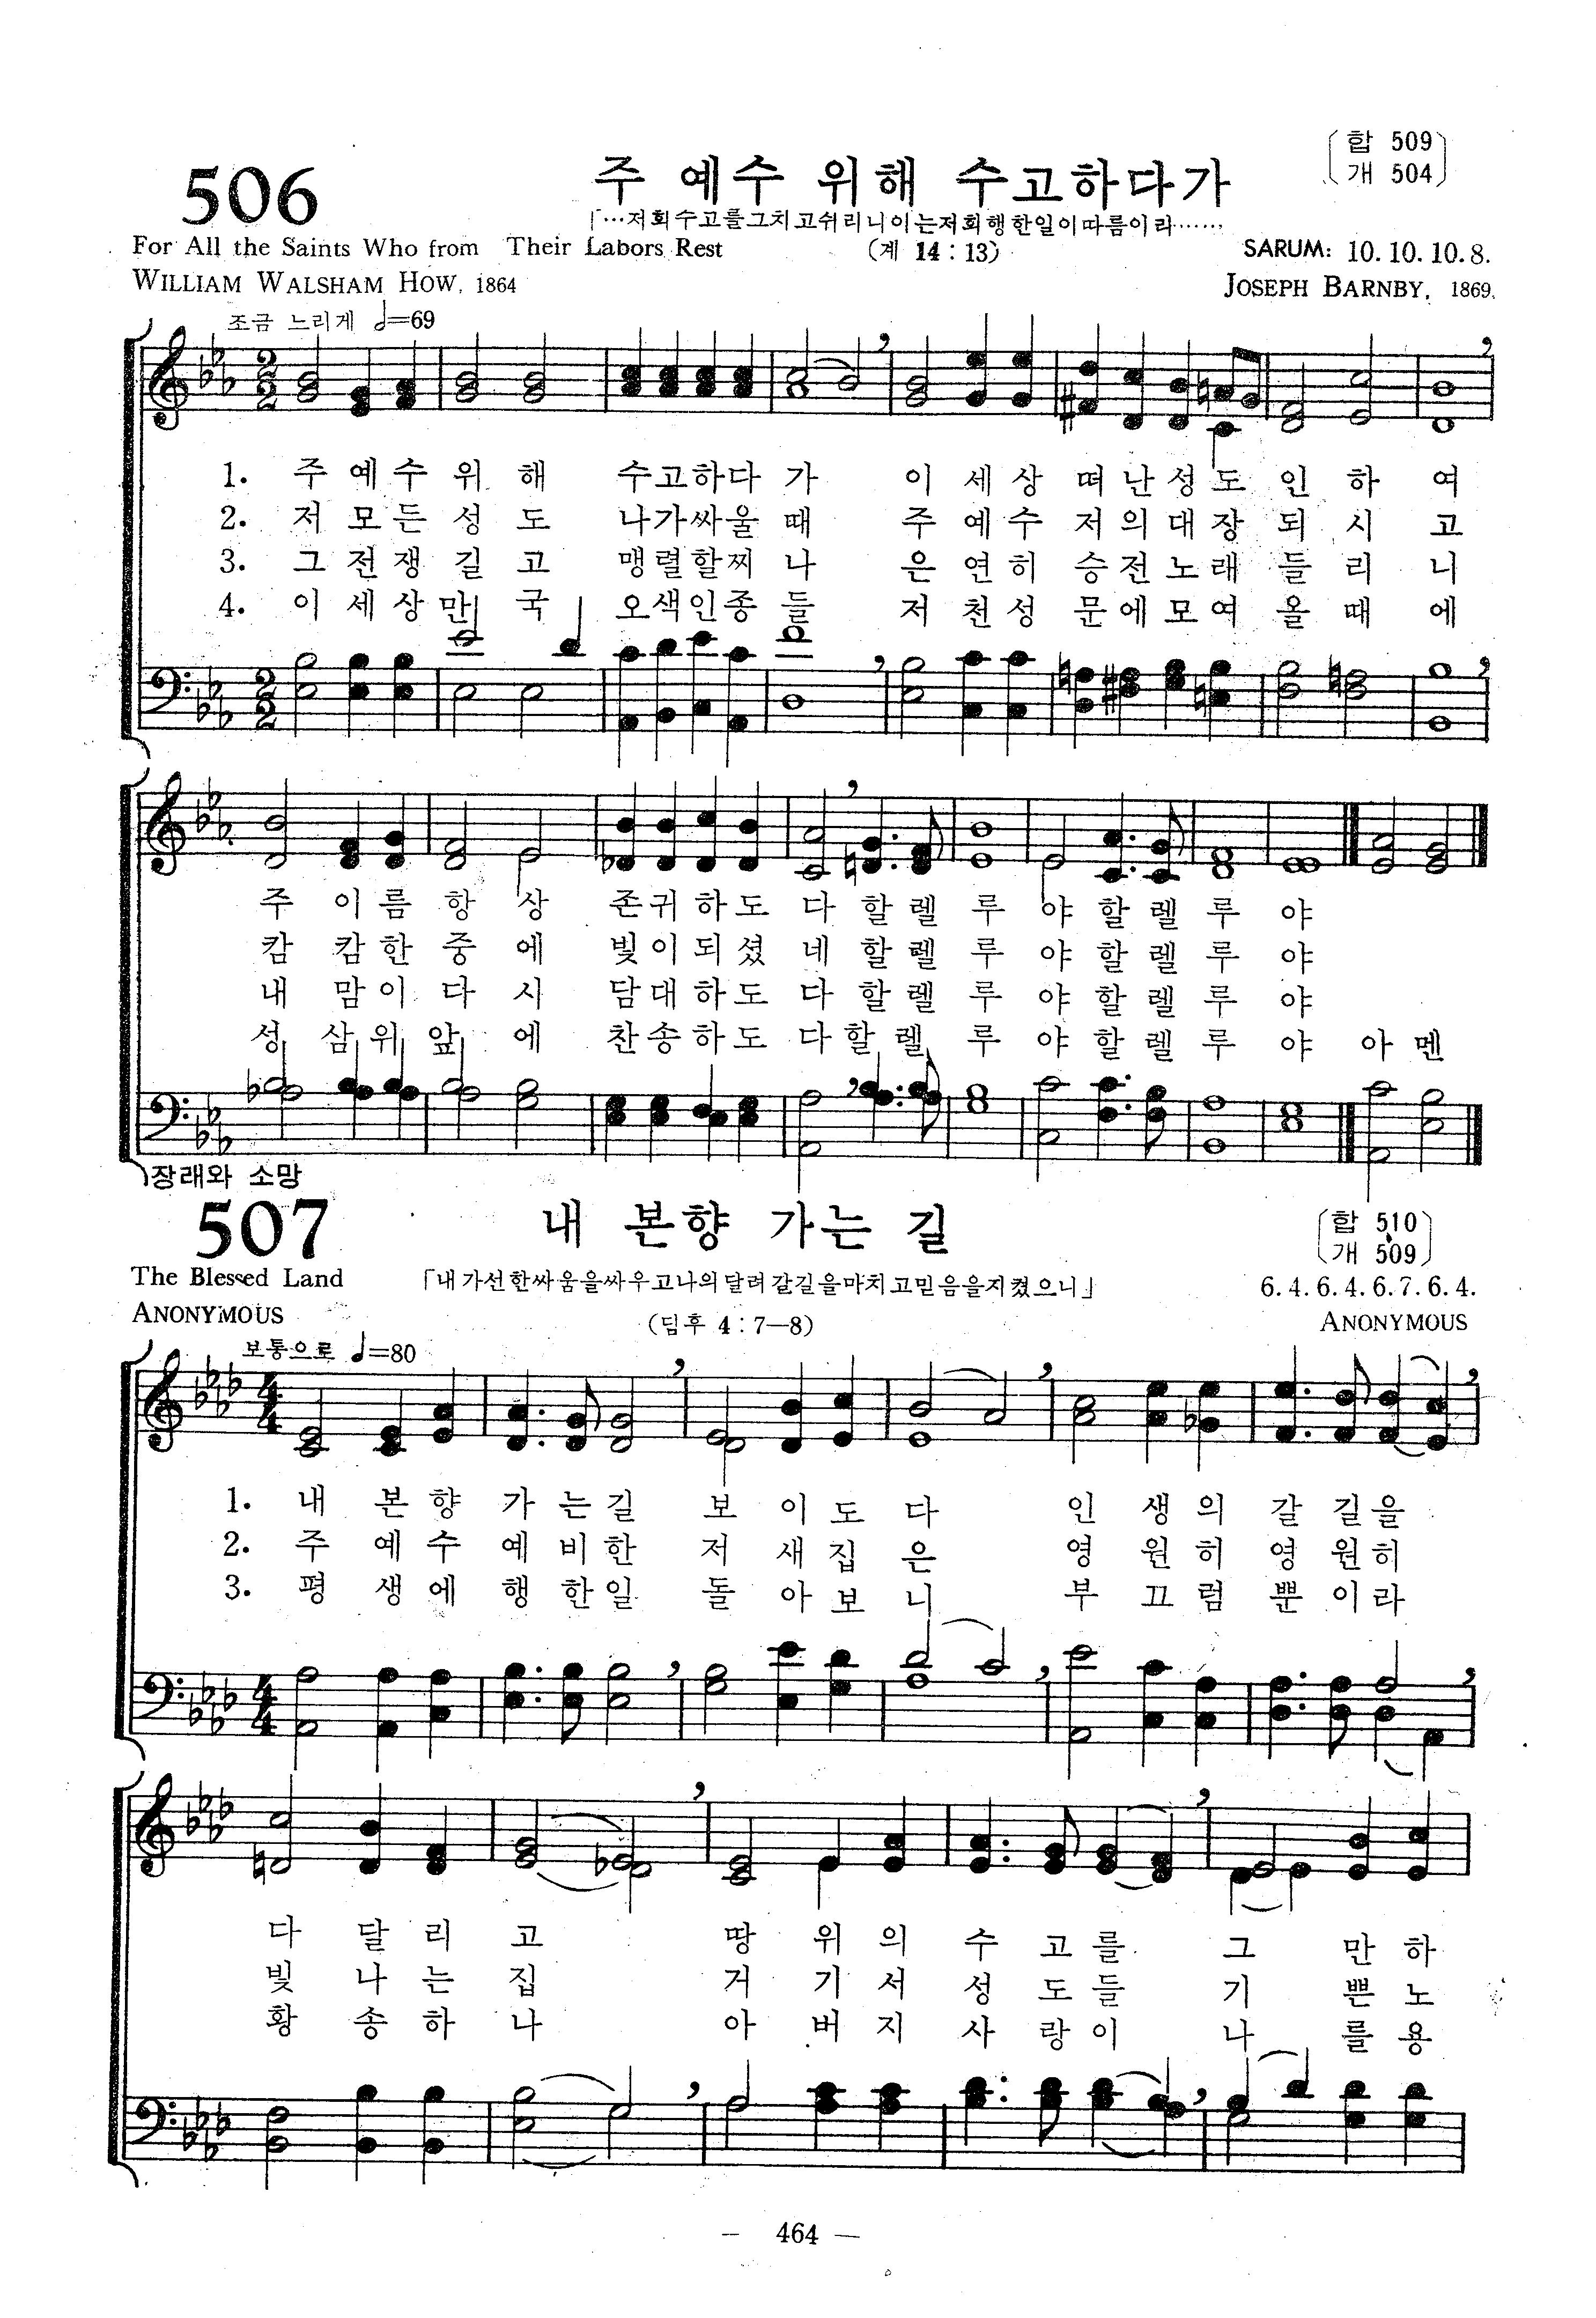 506
주 예수 위해 수고하다가
합 509
개 504
「…저희수고를그치고쉬리니이는저희행한일이따름이라……
For All the Saints Who from Their Labors Rest
(계 14 : 13)
SARUM: 10. 10. 10. 8.
WILLIAM WALSHAM HOW, 1864
JOSEPH BARNBY, 1869.
조금 느리게 =69
1. 주 예 수 위 해 수고하다 가 이 세 상 떠 난 성 도 인 하 여
2. 저 모 든 성 도 나가싸울 때 주 예 수 저 의 대 장 되 시 고
3. 그 전 쟁 길 고 맹렬할찌 나 은 연 히 승 전 노 래 들 리 니
4. 이 세 상 만 국 오색인종 들 저 천 성 문 에 모 여 올 때 에
주 이 름 항 상 존 귀 하 도 다 할 렐 루 야 할 렐 루 야
캄 캄 한 중 에 빛 이 되 셨 네 할 렐 루 야 할 렐 루 야
내 맘 이 다 시 담 대 하 도 다 할 렐 루 야 할 렐 루 야
성 삼 위 앞 에 찬 송 하 도 다 할 렐 루 야 할 렐 루 야 아 멘
장래와 소망
507
내 본향 가는 길
합 510
개 509
The Blessed Land
「내가선한싸움을싸우고나의달려갈길을마치고믿음을지켰으니」
6. 4. 6. 4. 6. 7. 6. 4.
ANONYMOUS
(딤후 4 : 7—8)
ANONYMOUS
보통으로 =80
1. 내 본 향 가 는 길 보 이 도 다 인 생 의 갈 길 을
2. 주 예 수 예 비 한 저 새 집 은 영 원 히 영 원 히
3. 평 생 에 행 한 일 돌 아 보 니 부 끄 럼 뿐 이 라
다 달 리 고 땅 위 의 수 고 를 그 만 하
빛 나 는 집 거 기 서 성 도 들 기 쁜 노
황 송 하 나 아 버 지 사 랑 이 나 를 용
— 464 —